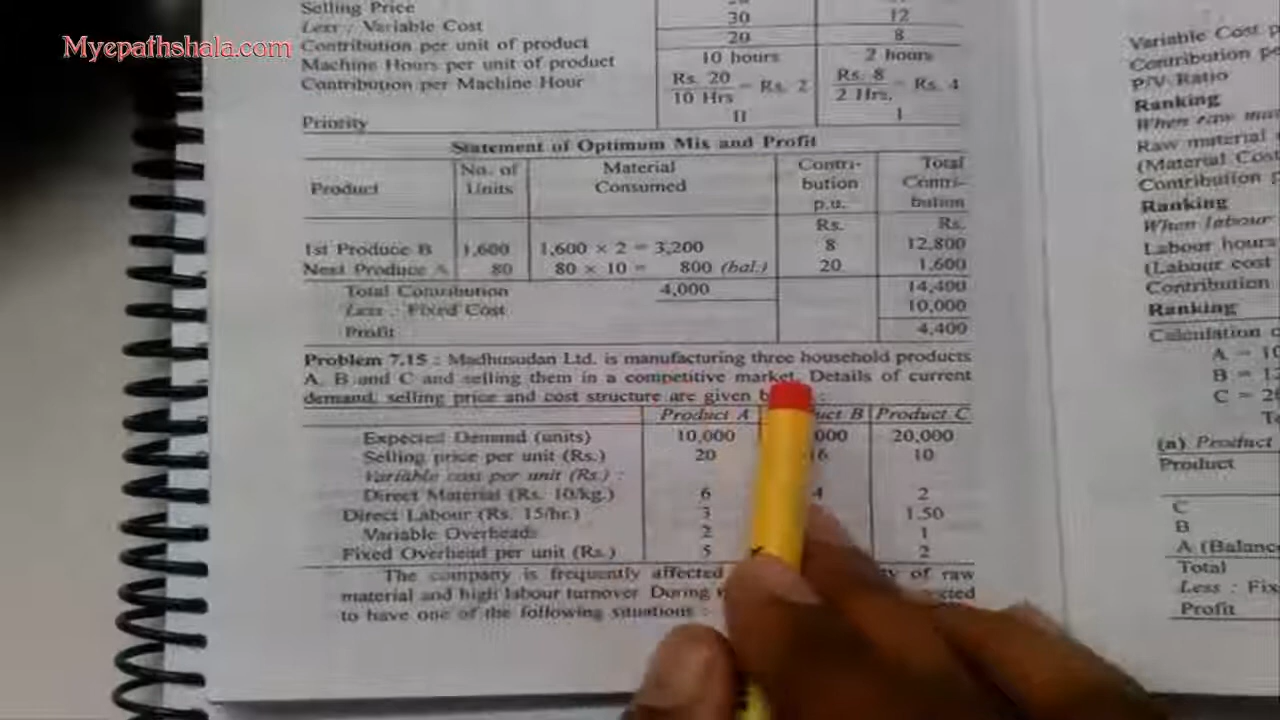 Myepathshala.com
Selling Price
Less : Variable Cost 30 12
Contribution per unit of product 20 8
Machine Hours per unit of product 10 hours 2 hours
Contribution per Machine Hour Rs. 20 / 10 Hrs = Rs. 2 Rs. 8 / 2 Hrs. = Rs. 4
Priority II I
Statement of Optimum Mix and Profit
Product No. of Units Material Consumed Contri-bution p.u. Total Contri-bution
Rs. Rs.
1st Produce B 1,600 1,600 × 2 = 3,200 8 12,800
Next Produce A 80 80 × 10 = 800 (bal.) 20 1,600
Total Contribution 4,000 14,400
Less : Fixed Cost 10,000
Profit 4,400
Problem 7.15 : Madhusudan Ltd. is manufacturing three household products
A, B and C and selling them in a competitive market. Details of current
demand, selling price and cost structure are given :
Product A Product C
Expected Demand (units) 10,000 20,000
Selling price per unit (Rs.) 20 16 10
Variable cost per unit (Rs.) :
Direct Material (Rs. 10/kg.) 6 4 2
Direct Labour (Rs. 15/hr.) 3 1.50
Variable Overheads 2 1
Fixed Overhead per unit (Rs.) 5 2
The company is frequently affected of raw
material and high labour turnover. During
to have one of the following situations :
Variable Cost
Contribution
P/V Ratio
Ranking
When raw
Raw material
(Material Cost
Contribution
Ranking
When labour
Labour hours
(Labour cost
Contribution
Ranking
Calculation
A =
B =
C =
(a) Product
Product
C
B
A (Balance
Total
Less :
Profit